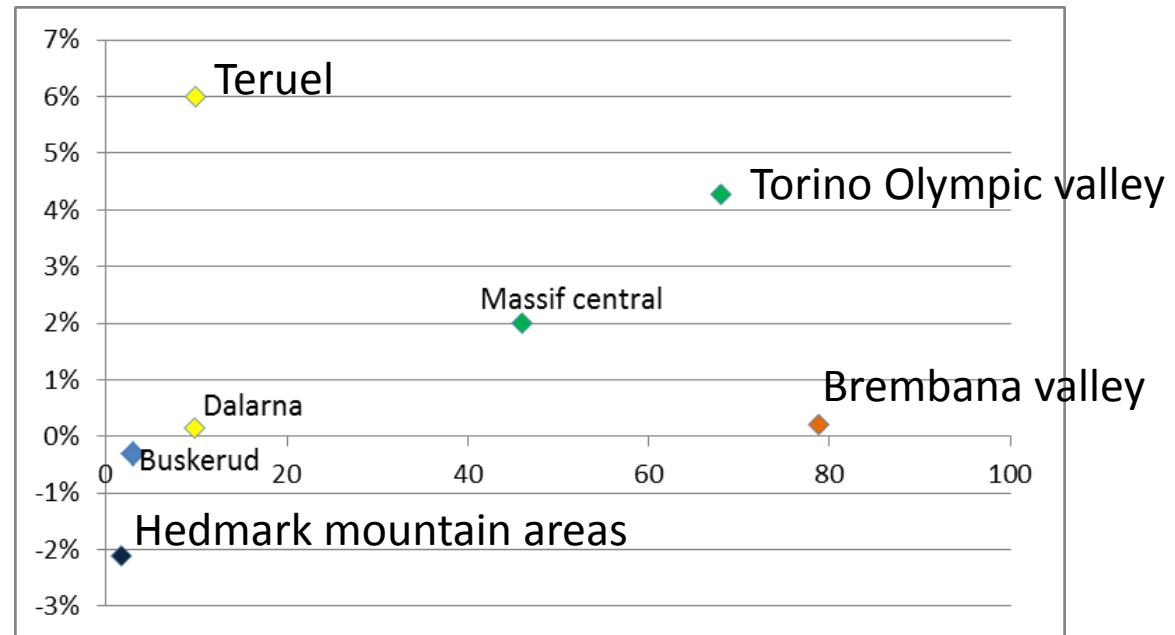 7%
Teruel
6%
5%
Torino Olympic valley
4%
3%
Massif central
2%
1%
Brembana valley
Dalarna
0%
Buskerud
0 20 40 60 80 100
-1%
Hedmark mountain areas
-2%
-3%